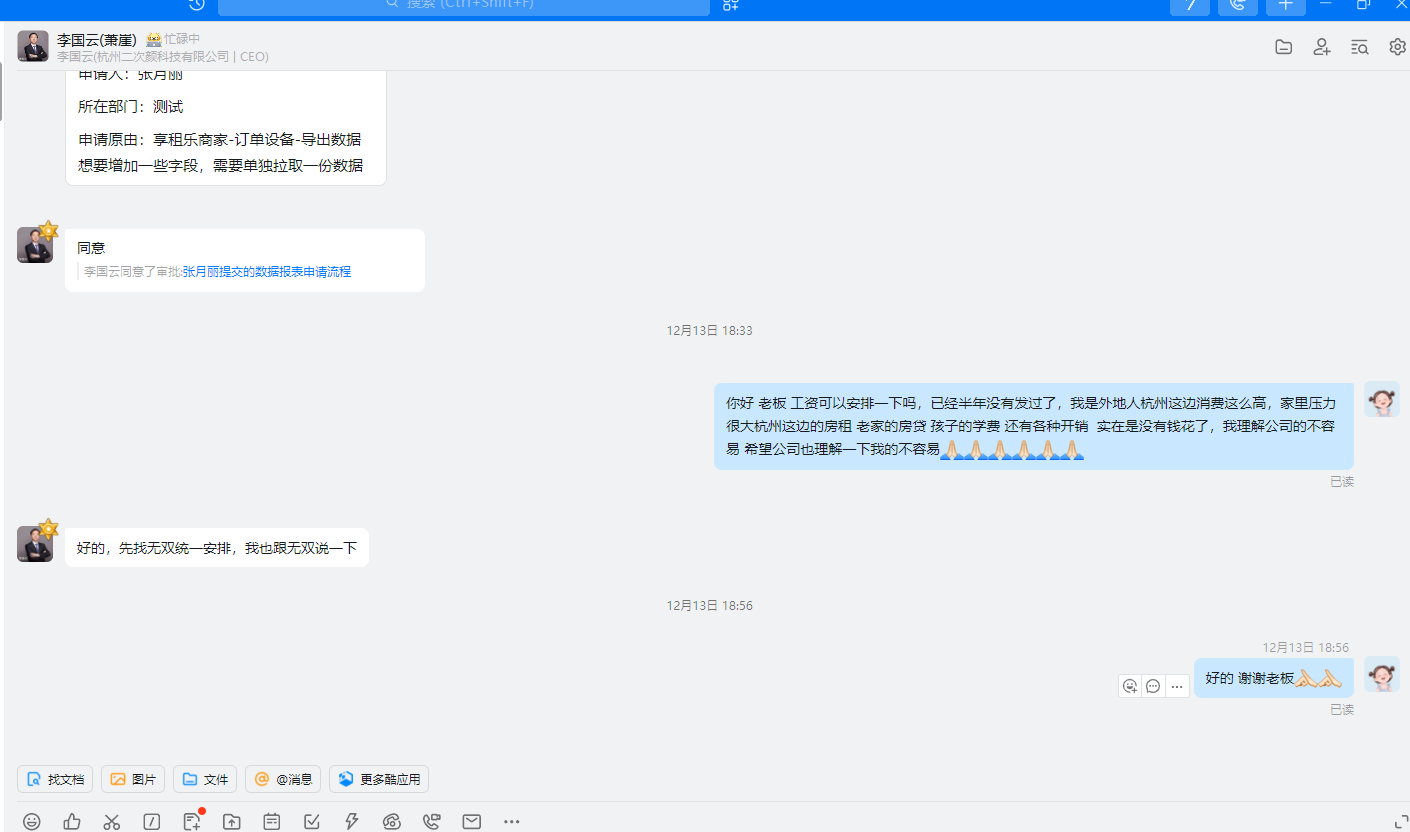 搜索 (Ctrl+Shift+F)
李国云(萧崖) 忙碌中
李国云(杭州二次颜科技有限公司 | CEO)
申请人：张月丽
所在部门：测试
申请原由：享租乐商家-订单设备-导出数据
想要增加一些字段，需要单独拉取一份数据
同意
李国云同意了审批:张月丽提交的数据报表申请流程
12月13日 18:33
你好 老板 工资可以安排一下吗，已经半年没有发过了，我是外地人杭州这边消费这么高，家里压力
很大杭州这边的房租 老家的房贷 孩子的学费 还有各种开销 实在是没有钱花了，我理解公司的不容
易 希望公司也理解一下我的不容易🙏🏻🙏🏻🙏🏻🙏🏻🙏🏻🙏🏻
已读
好的，先找无双统一安排，我也跟无双说一下
12月13日 18:56
12月13日 18:56
好的 谢谢老板🙏🏻🙏🏻
已读
找文档 图片 文件 @消息 更多酷应用